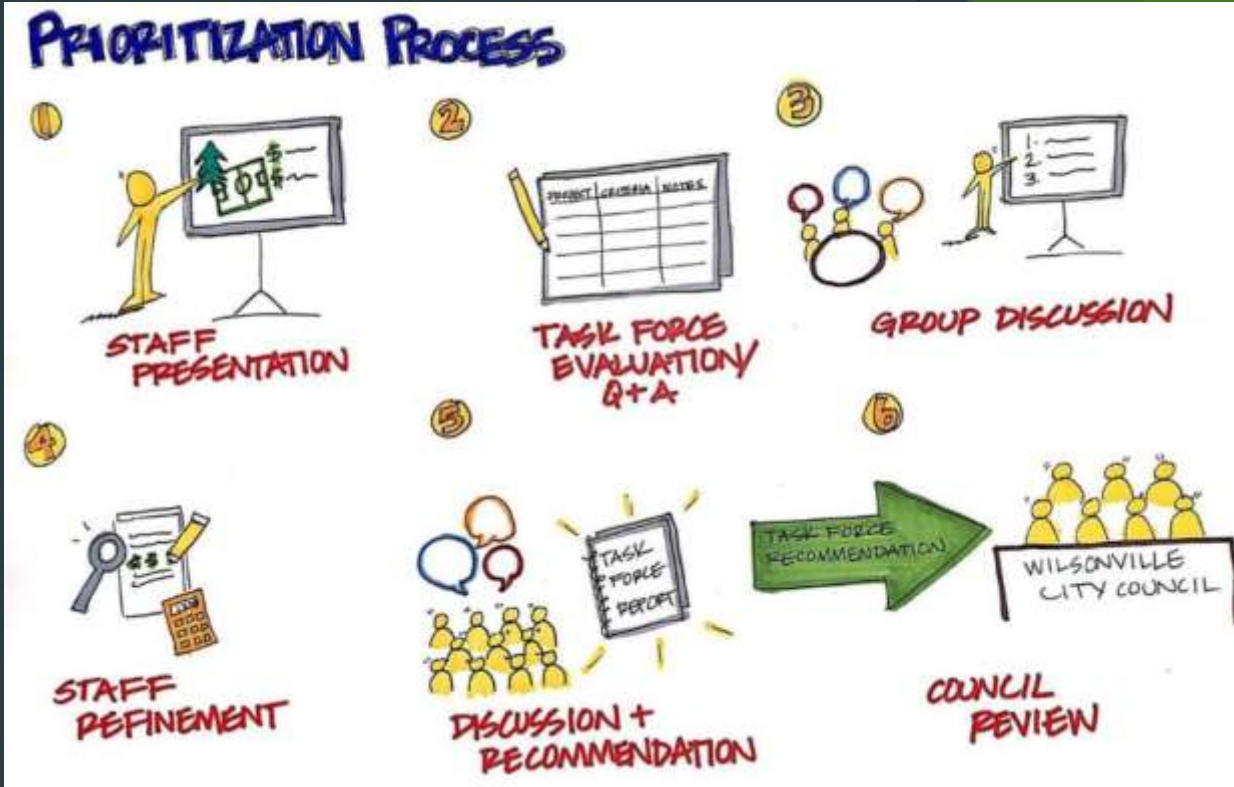 PRIORITIZATION PROCESS
1
$
$
STAFF
PRESENTATION
2
PROJECT CRITERIA NOTES
TASK FORCE
EVALUATION/
Q+A
3
1.
2.
3.
GROUP DISCUSSION
4
$$
STAFF
REFINEMENT
5
TASK
FORCE
REPORT
DISCUSSION +
RECOMMENDATION
TASK FORCE
RECOMMENDATION
6
WILSONVILLE
CITY COUNCIL
COUNCIL
REVIEW